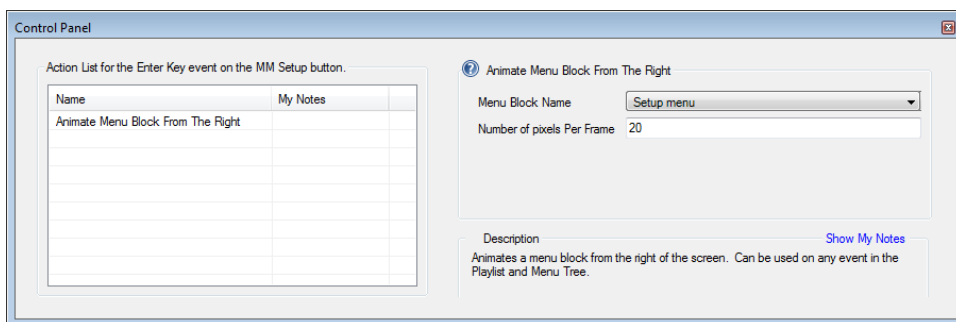 Control Panel
Action List for the Enter Key event on the MM Setup button.
Name My Notes
Animate Menu Block From The Right
Animate Menu Block From The Right
Menu Block Name Setup menu
Number of pixels Per Frame 20
Description Show My Notes
Animates a menu block from the right of the screen. Can be used on any event in the
Playlist and Menu Tree.